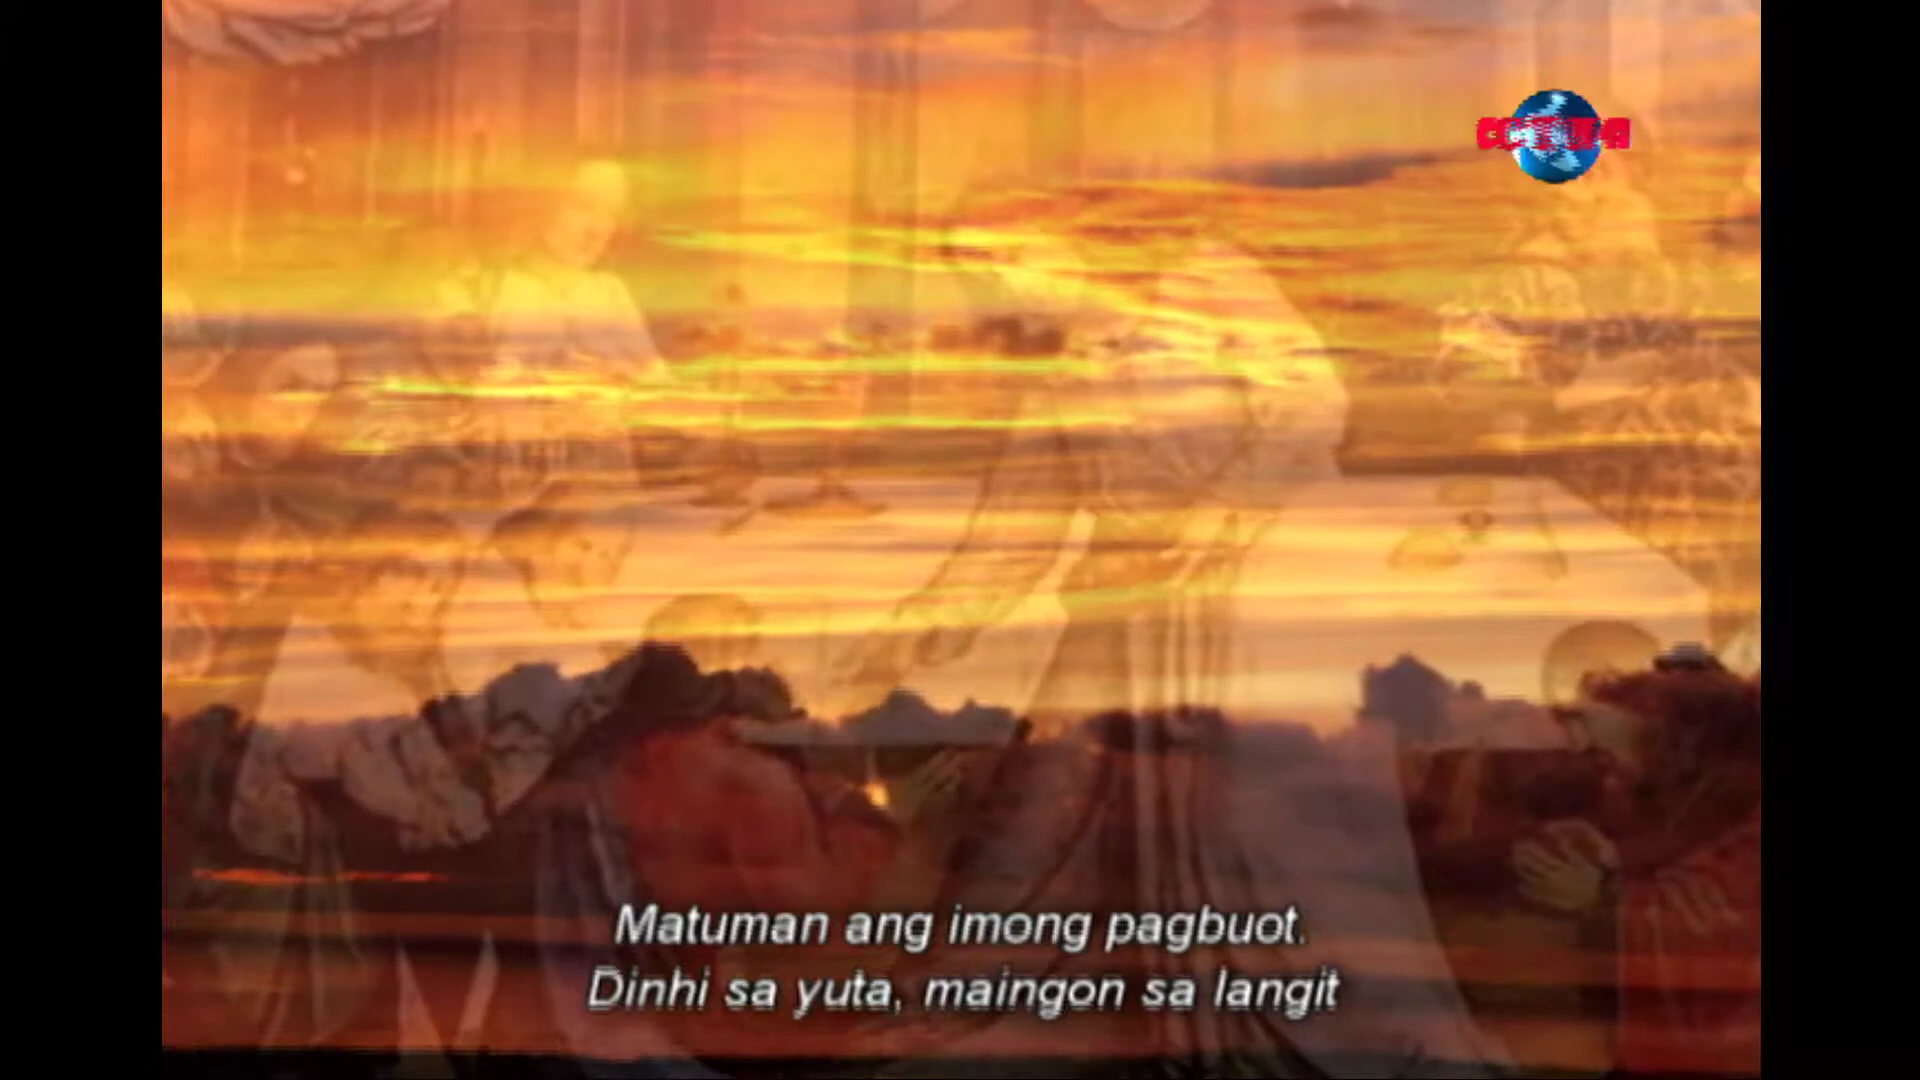 Matuman ang imong pagbuot.
Dinhi sa yuta, maingon sa langit